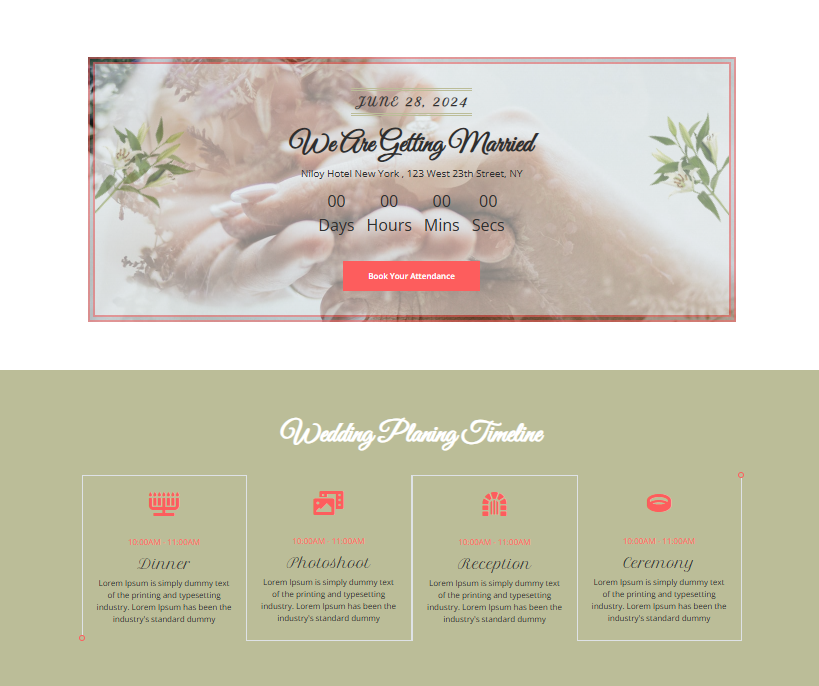 JUNE 28, 2024
We Are Getting Married
Niloy Hotel New York , 123 West 23th Street, NY
00 00 00 00
Days Hours Mins Secs
Book Your Attendance
Wedding Planing Timeline
10:00AM - 11:00AM
Dinner
Lorem Ipsum is simply dummy text
of the printing and typesetting
industry. Lorem Ipsum has been the
industry's standard dummy
10:00AM - 11:00AM
Photoshoot
Lorem Ipsum is simply dummy text
of the printing and typesetting
industry. Lorem Ipsum has been the
industry's standard dummy
10:00AM - 11:00AM
Reception
Lorem Ipsum is simply dummy text
of the printing and typesetting
industry. Lorem Ipsum has been the
industry's standard dummy
10:00AM - 11:00AM
Ceremony
Lorem Ipsum is simply dummy text
of the printing and typesetting
industry. Lorem Ipsum has been the
industry's standard dummy